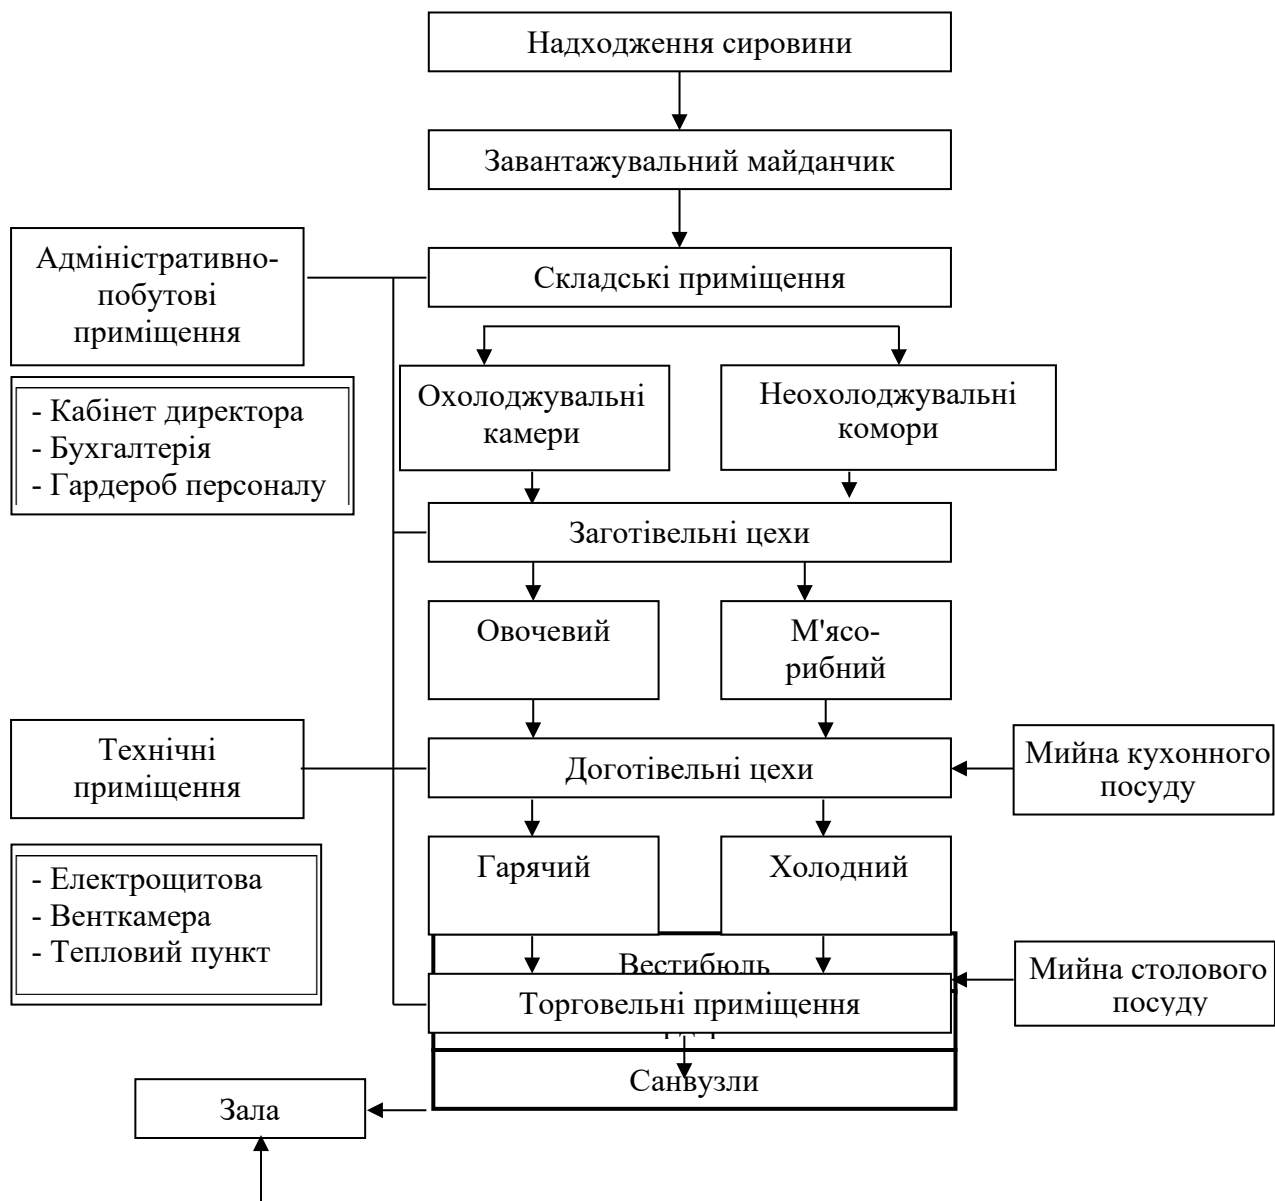 Надходження сировини
Завантажувальний майданчик
Адміністративно-
побутові
приміщення
Складські приміщення
- Кабінет директора
- Бухгалтерія
- Гардероб персоналу
Охолоджувальні
камери
Неохолоджувальні
комори
Заготівельні цехи
Овочевий
М'ясо-
рибний
Технічні
приміщення
Доготівельні цехи
Мийна кухонного
посуду
- Електрощитова
- Венткамера
- Тепловий пункт
Гарячий
Холодний
Вестибюль
Торговельні приміщення
Мийна столового
посуду
Санвузли
Зала